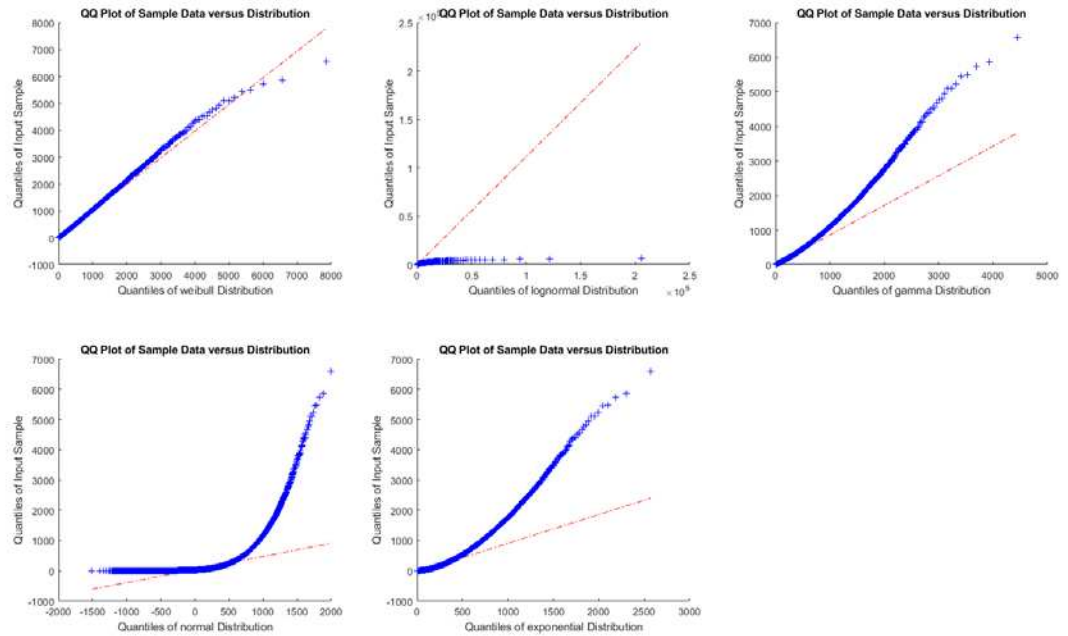 QQ Plot of Sample Data versus Distribution
Quantiles of Input Sample
8000
7000
6000
5000
4000
3000
2000
1000
0
-1000
0 1000 2000 3000 4000 5000 6000 7000 8000
Quantiles of weibull Distribution
QQ Plot of Sample Data versus Distribution
Quantiles of Input Sample
2.5
2
1.5
1
0.5
0
0 0.5 1 1.5 2 2.5
Quantiles of lognormal Distribution
QQ Plot of Sample Data versus Distribution
Quantiles of Input Sample
7000
6000
5000
4000
3000
2000
1000
0
0 1000 2000 3000 4000 5000
Quantiles of gamma Distribution
QQ Plot of Sample Data versus Distribution
Quantiles of Input Sample
7000
6000
5000
4000
3000
2000
1000
0
-1000
-2000 -1500 -1000 -500 0 500 1000 1500 2000
Quantiles of normal Distribution
QQ Plot of Sample Data versus Distribution
Quantiles of Input Sample
7000
6000
5000
4000
3000
2000
1000
0
-1000
0 500 1000 1500 2000 2500 3000
Quantiles of exponential Distribution